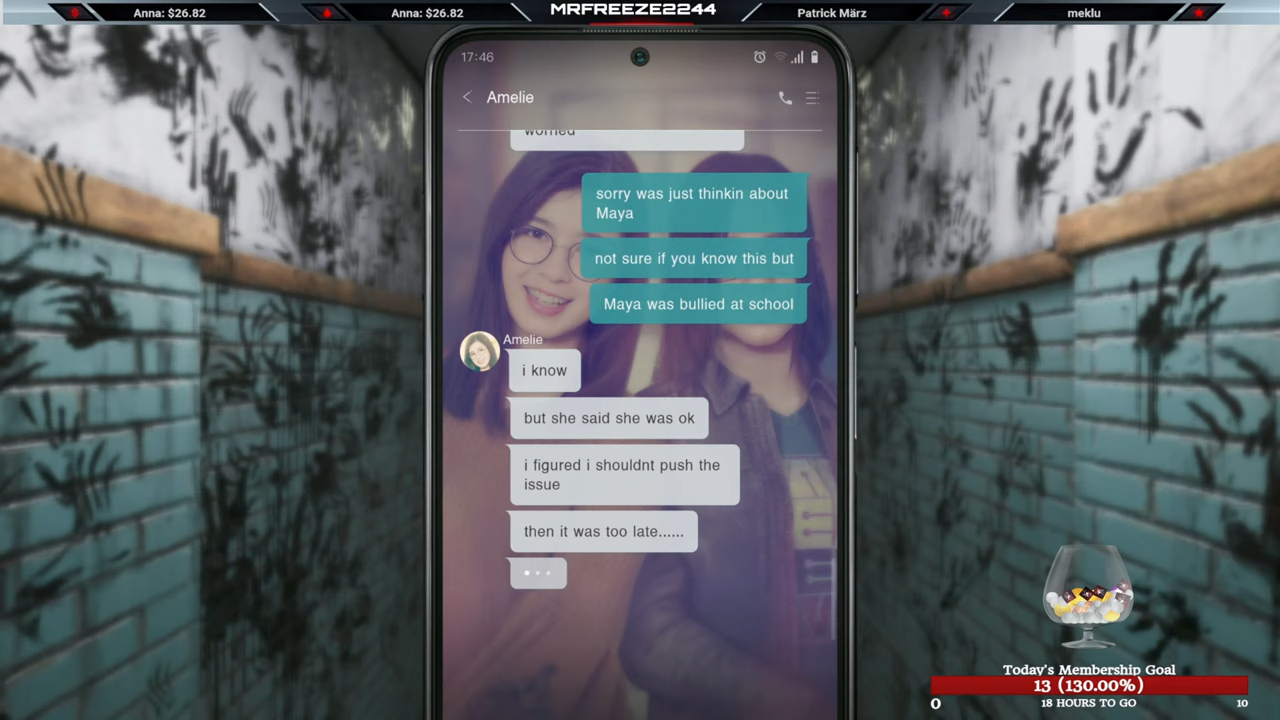 Anna: $26.82
Anna: $26.82
MRFREEZE2244
Patrick März
meklu
17:46
Amelie
worried
sorry was just thinkin about
Maya
not sure if you know this but
Maya was bullied at school
Amelie
i know
but she said she was ok
i figured i shouldnt push the
issue
then it was too late......
Today's Membership Goal
13 (130.00%)
0
18 HOURS TO GO
10